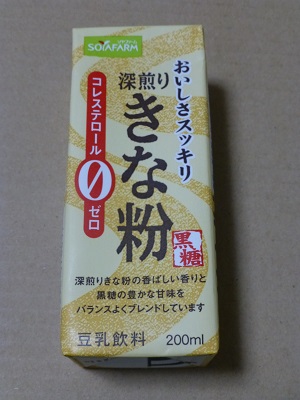 SOYAFARM
おいしさスッキリ
深煎り
きな粉
黒糖
コレステロール
0
ゼロ
深煎りきな粉の香ばしい香りと
黒糖の豊かな甘味を
バランスよくブレンドしています
豆乳飲料
200ml